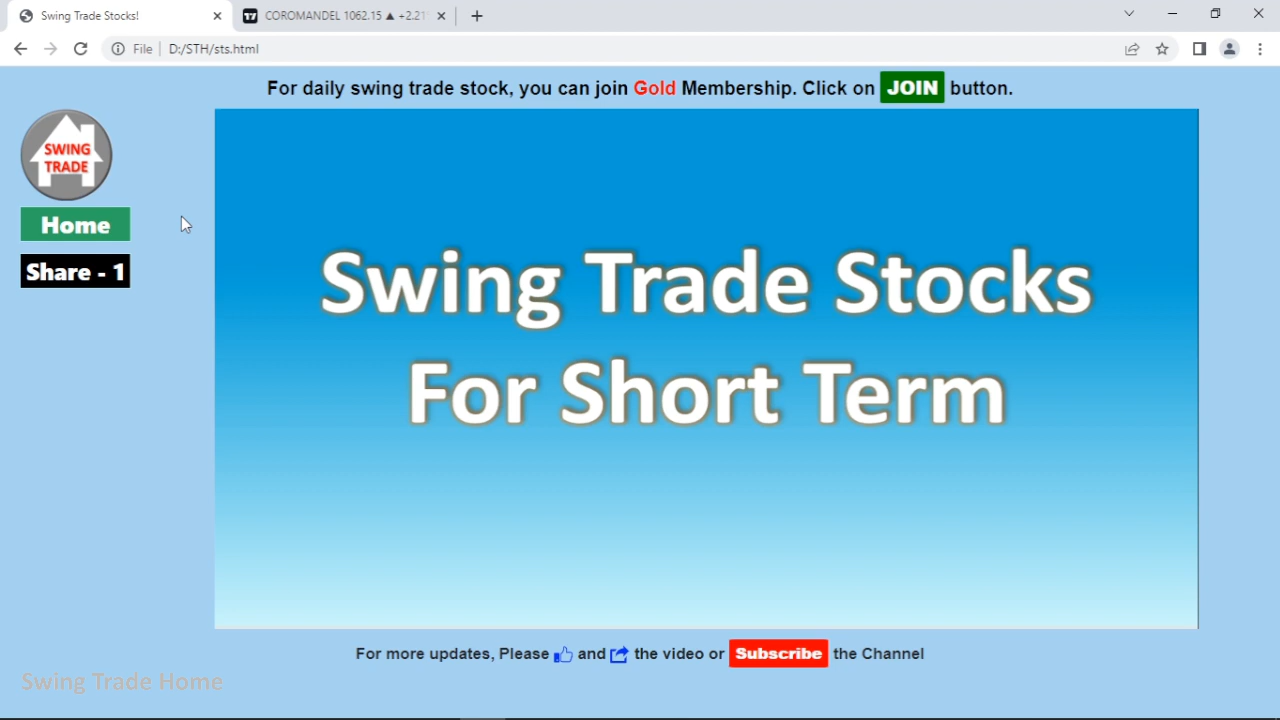 Swing Trade Stocks!
COROMANDEL 1062.15 ▲ +2.21
File
D:/STH/sts.html
For daily swing trade stock, you can join Gold Membership. Click on JOIN button.
SWING
TRADE
Home
Share - 1
Swing Trade Stocks
For Short Term
For more updates, Please and the video or Subscribe the Channel
Swing Trade Home